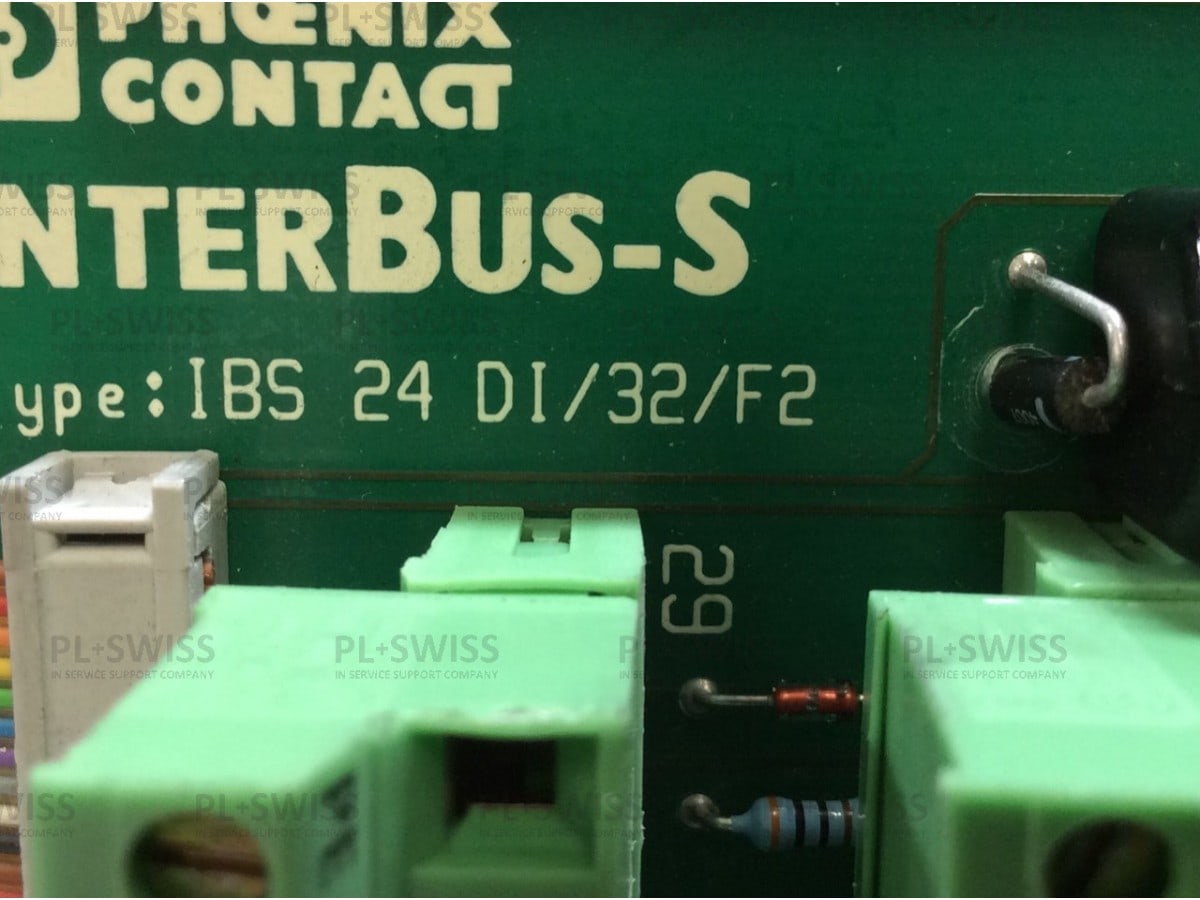 PHŒNIX
CONTACT
NTERBUS-S
ype: IBS 24 DI/32/F2
29
PL+SWISS
IN SERVICE SUPPORT COMPANY